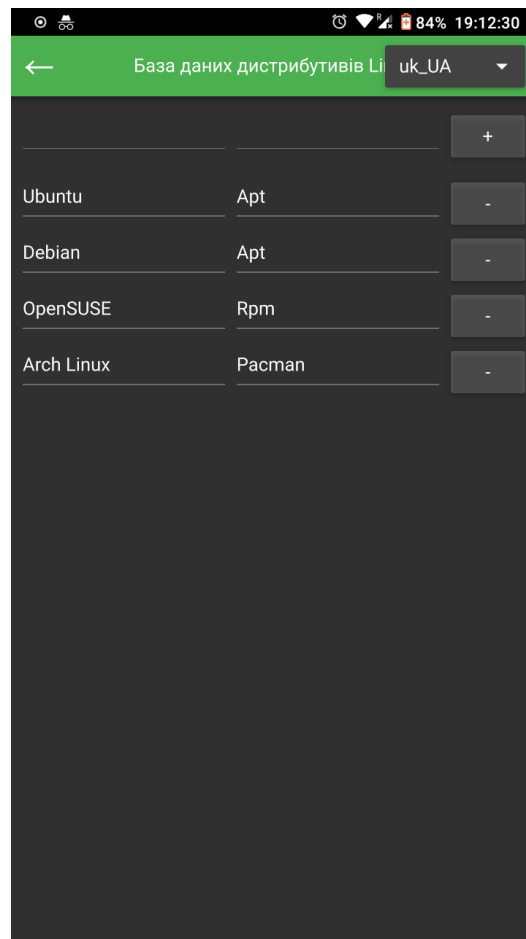 84% 19:12:30
База даних дистрибутивів Li uk_UA
+
Ubuntu Apt -
Debian Apt -
OpenSUSE Rpm -
Arch Linux Pacman -